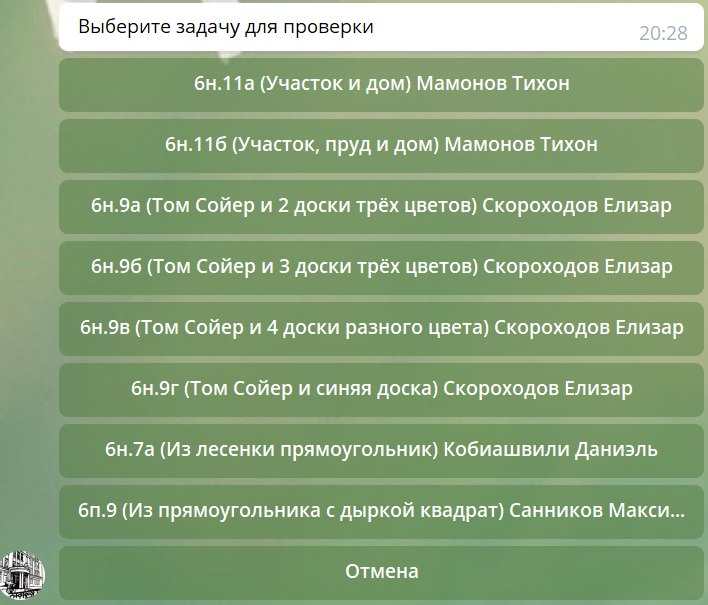 Выберите задачу для проверки
20:28
6н.11а (Участок и дом) Мамонов Тихон
6н.11б (Участок, пруд и дом) Мамонов Тихон
6н.9а (Том Сойер и 2 доски трёх цветов) Скороходов Елизар
6н.9б (Том Сойер и 3 доски трёх цветов) Скороходов Елизар
6н.9в (Том Сойер и 4 доски разного цвета) Скороходов Елизар
6н.9г (Том Сойер и синяя доска) Скороходов Елизар
6н.7а (Из лесенки прямоугольник) Кобиашвили Даниэль
6п.9 (Из прямоугольника с дыркой квадрат) Санников Макси...
Отмена